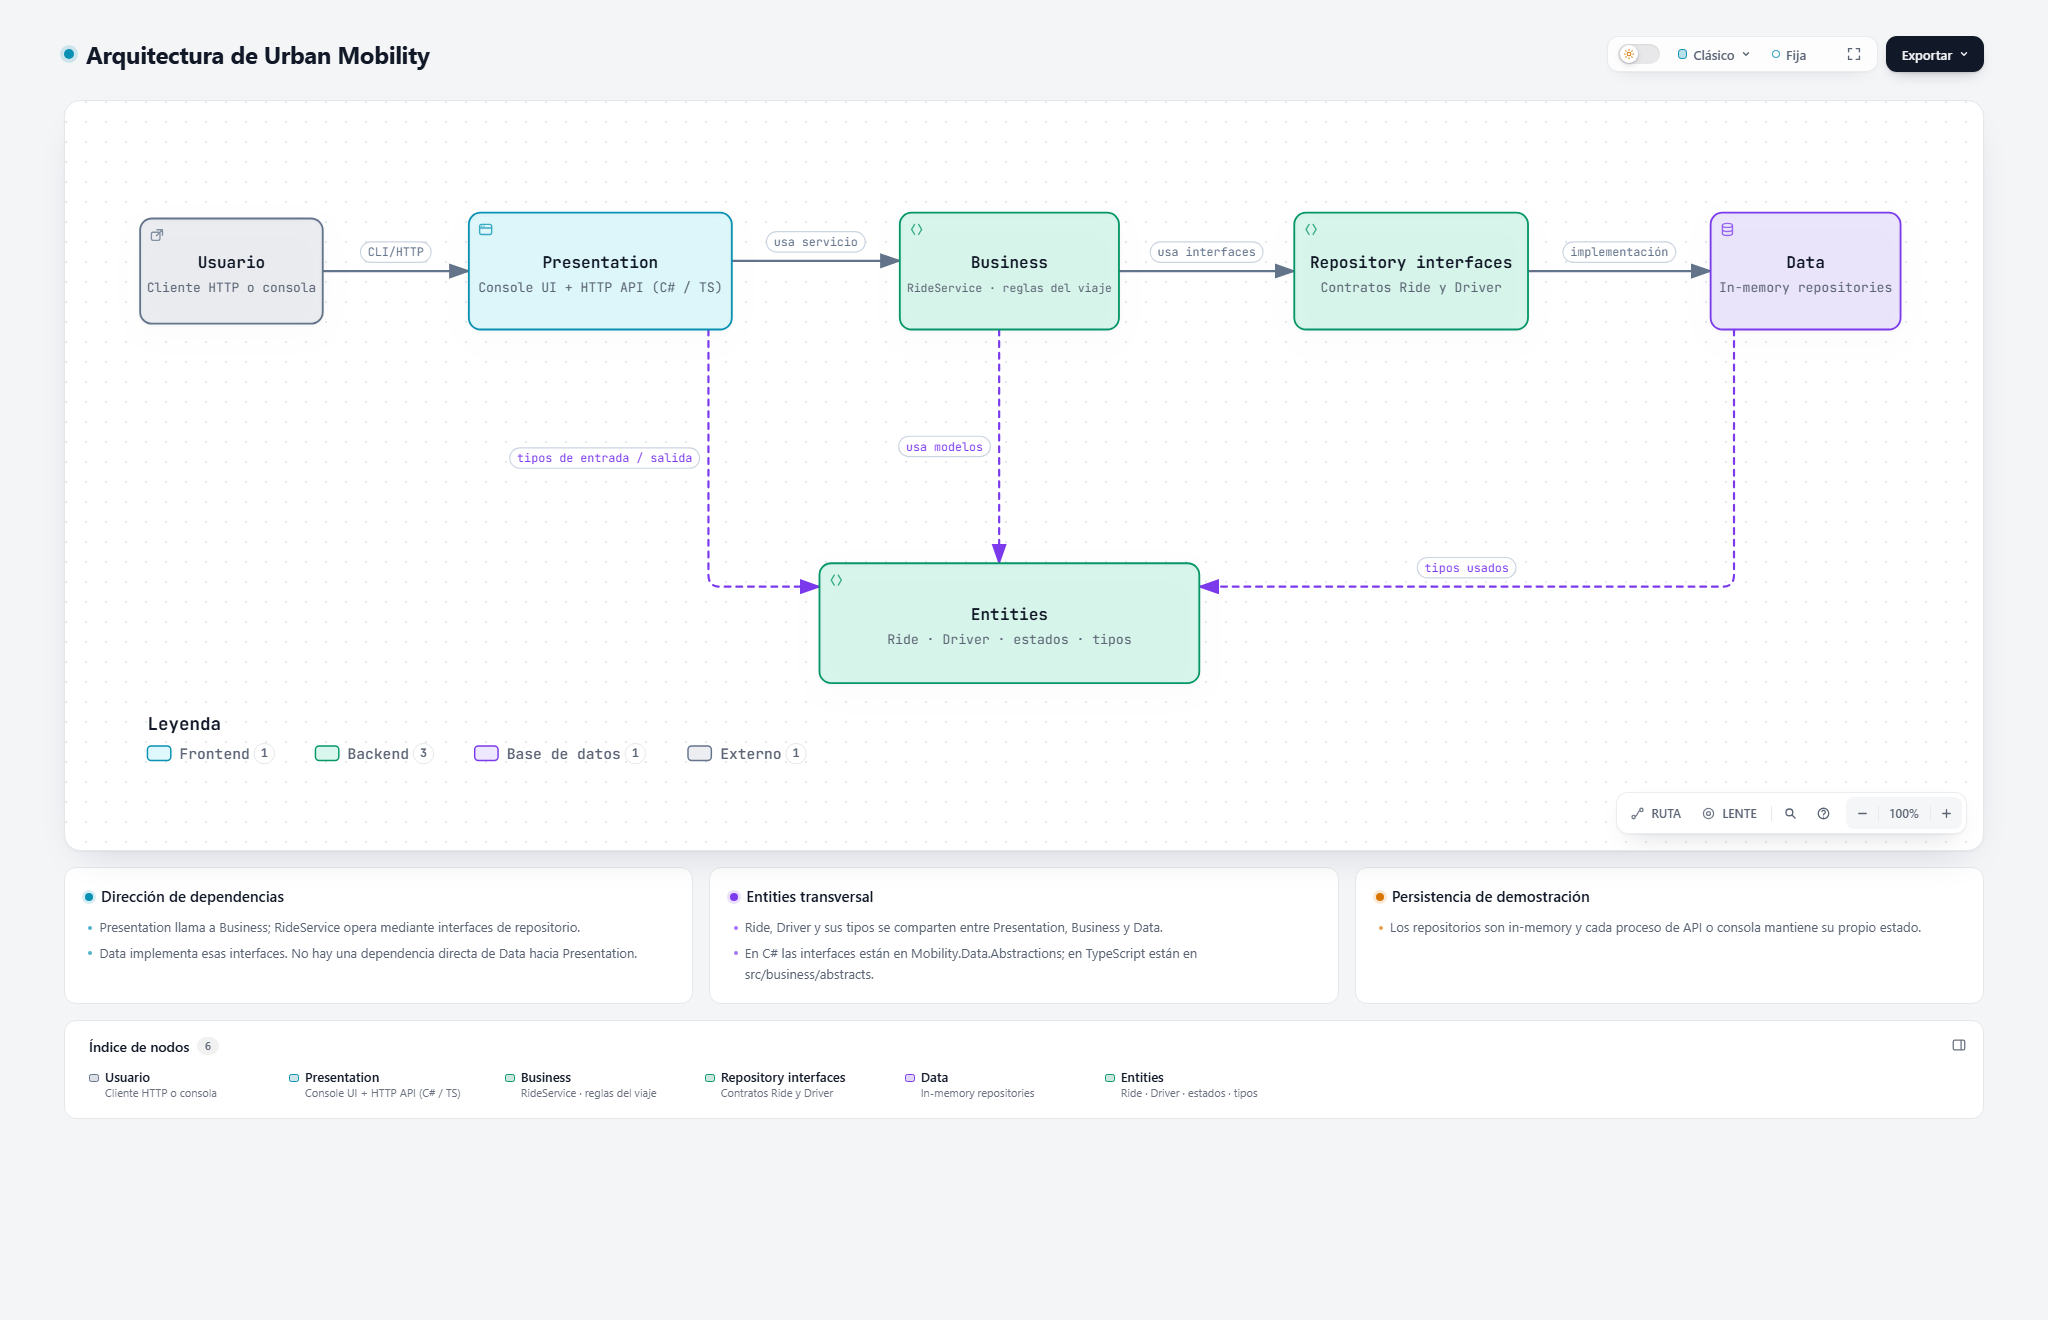 Arquitectura de Urban Mobility
Clásico
Fija
Exportar
Usuario
Cliente HTTP o consola
CLI/HTTP
Presentation
Console UI + HTTP API (C# / TS)
usa servicio
Business
RideService · reglas del viaje
usa interfaces
Repository interfaces
Contratos Ride y Driver
implementación
Data
In-memory repositories
tipos de entrada / salida
usa modelos
tipos usados
Entities
Ride · Driver · estados · tipos
Leyenda
Frontend 1
Backend 3
Base de datos 1
Externo 1
RUTA
LENTE
100%
Dirección de dependencias
Presentation llama a Business; RideService opera mediante interfaces de repositorio.
Data implementa esas interfaces. No hay una dependencia directa de Data hacia Presentation.
Entities transversal
Ride, Driver y sus tipos se comparten entre Presentation, Business y Data.
En C# las interfaces están en Mobility.Data.Abstractions; en TypeScript están en
src/business/abstracts.
Persistencia de demostración
Los repositorios son in-memory y cada proceso de API o consola mantiene su propio estado.
Índice de nodos 6
Usuario
Cliente HTTP o consola
Presentation
Console UI + HTTP API (C# / TS)
Business
RideService · reglas del viaje
Repository interfaces
Contratos Ride y Driver
Data
In-memory repositories
Entities
Ride · Driver · estados · tipos